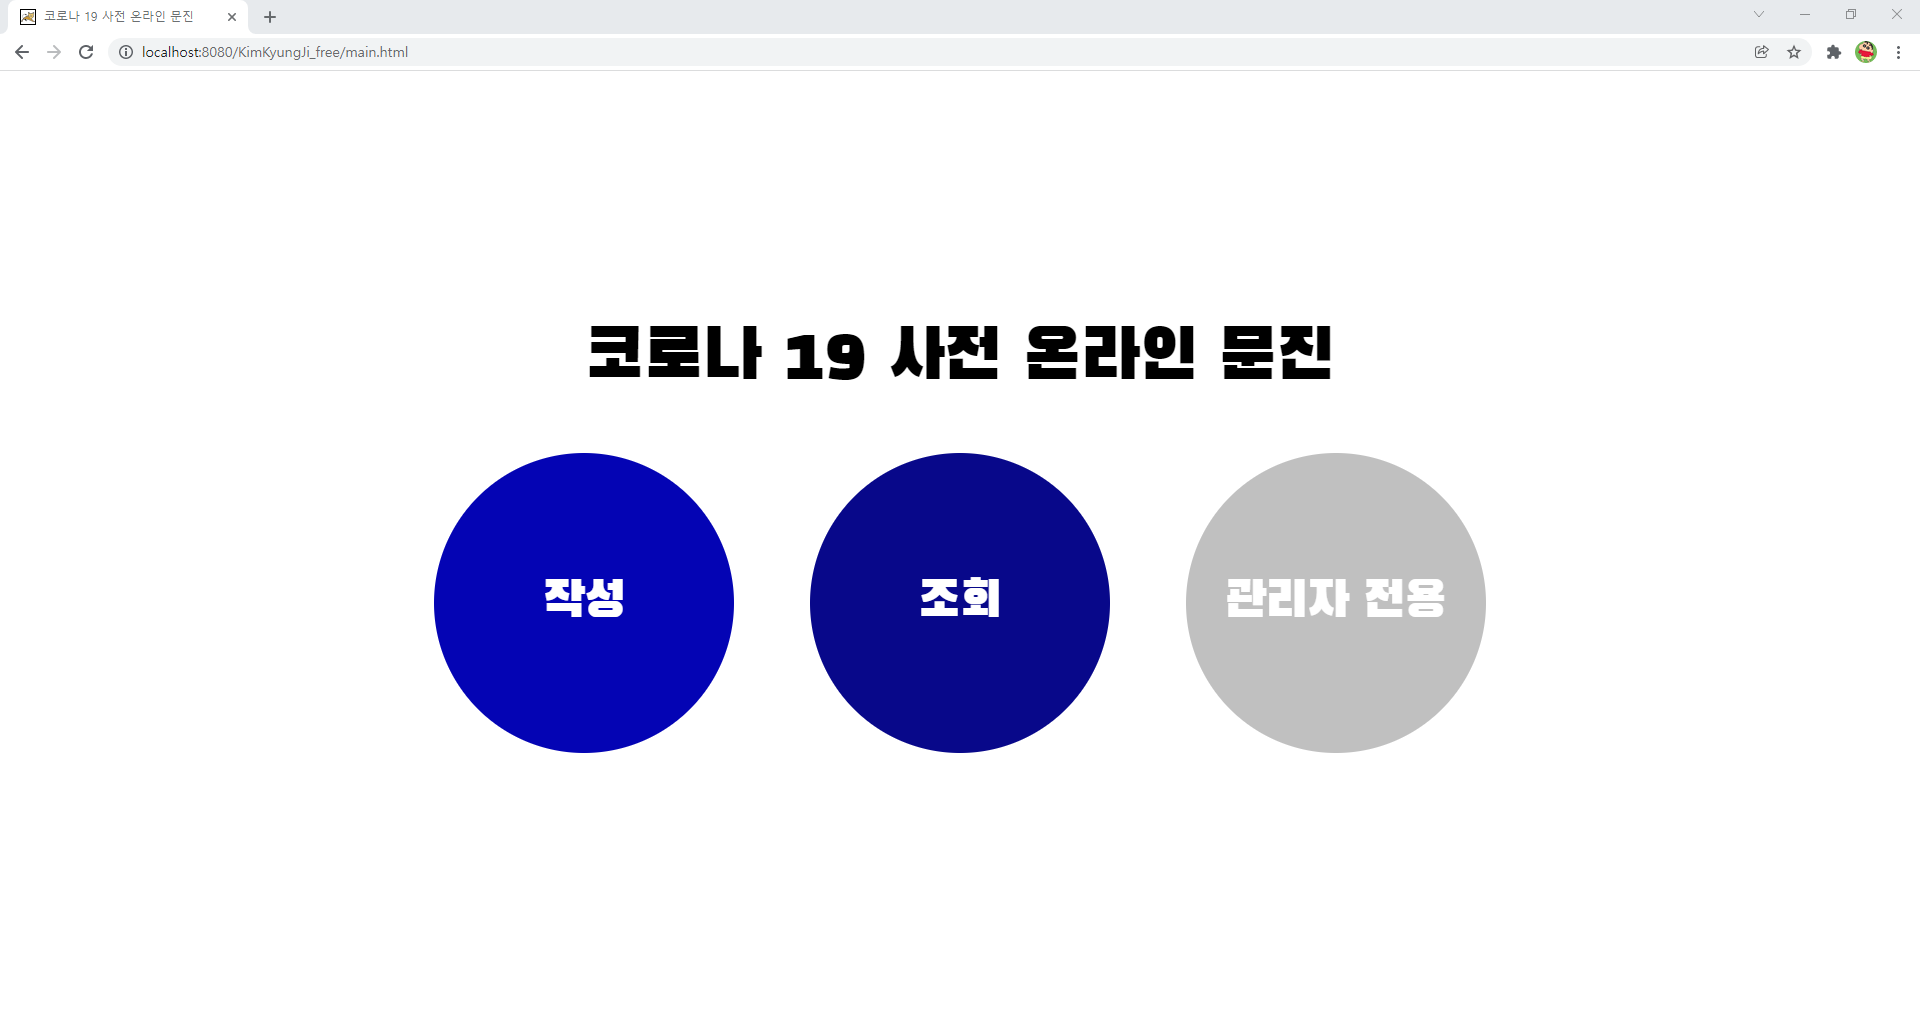 코로나 19 사전 온라인 문진
localhost:8080/KimKyungJi_free/main.html
코로나 19 사전 온라인 문진
작성
조회
관리자 전용